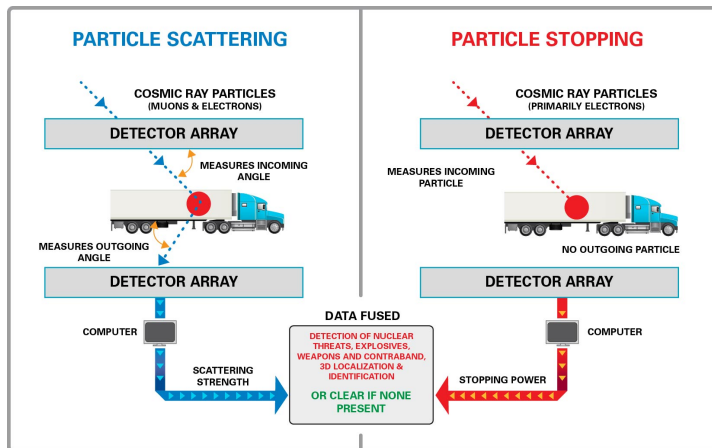 PARTICLE SCATTERING
COSMIC RAY PARTICLES
(MUONS & ELECTRONS)
DETECTOR ARRAY
MEASURES INCOMING
ANGLE
MEASURES OUTGOING
ANGLE
DETECTOR ARRAY
COMPUTER
SCATTERING
STRENGTH
PARTICLE STOPPING
COSMIC RAY PARTICLES
(PRIMARILY ELECTRONS)
DETECTOR ARRAY
MEASURES INCOMING
PARTICLE
NO OUTGOING PARTICLE
DETECTOR ARRAY
COMPUTER
STOPPING POWER
DATA FUSED
DETECTION OF NUCLEAR
THREATS, EXPLOSIVES,
WEAPONS AND CONTRABAND,
3D LOCALIZATION &
IDENTIFICATION
OR CLEAR IF NONE
PRESENT